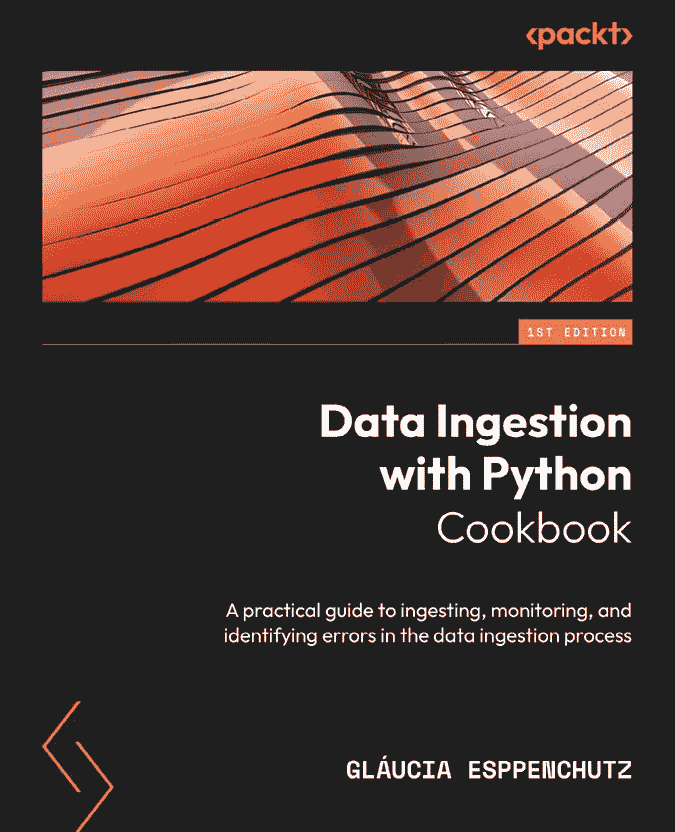 <packt>
1ST EDITION
Data Ingestion
with Python
Cookbook
A practical guide to ingesting, monitoring, and
identifying errors in the data ingestion process
GLÁUCIA ESPPENCHUTZ